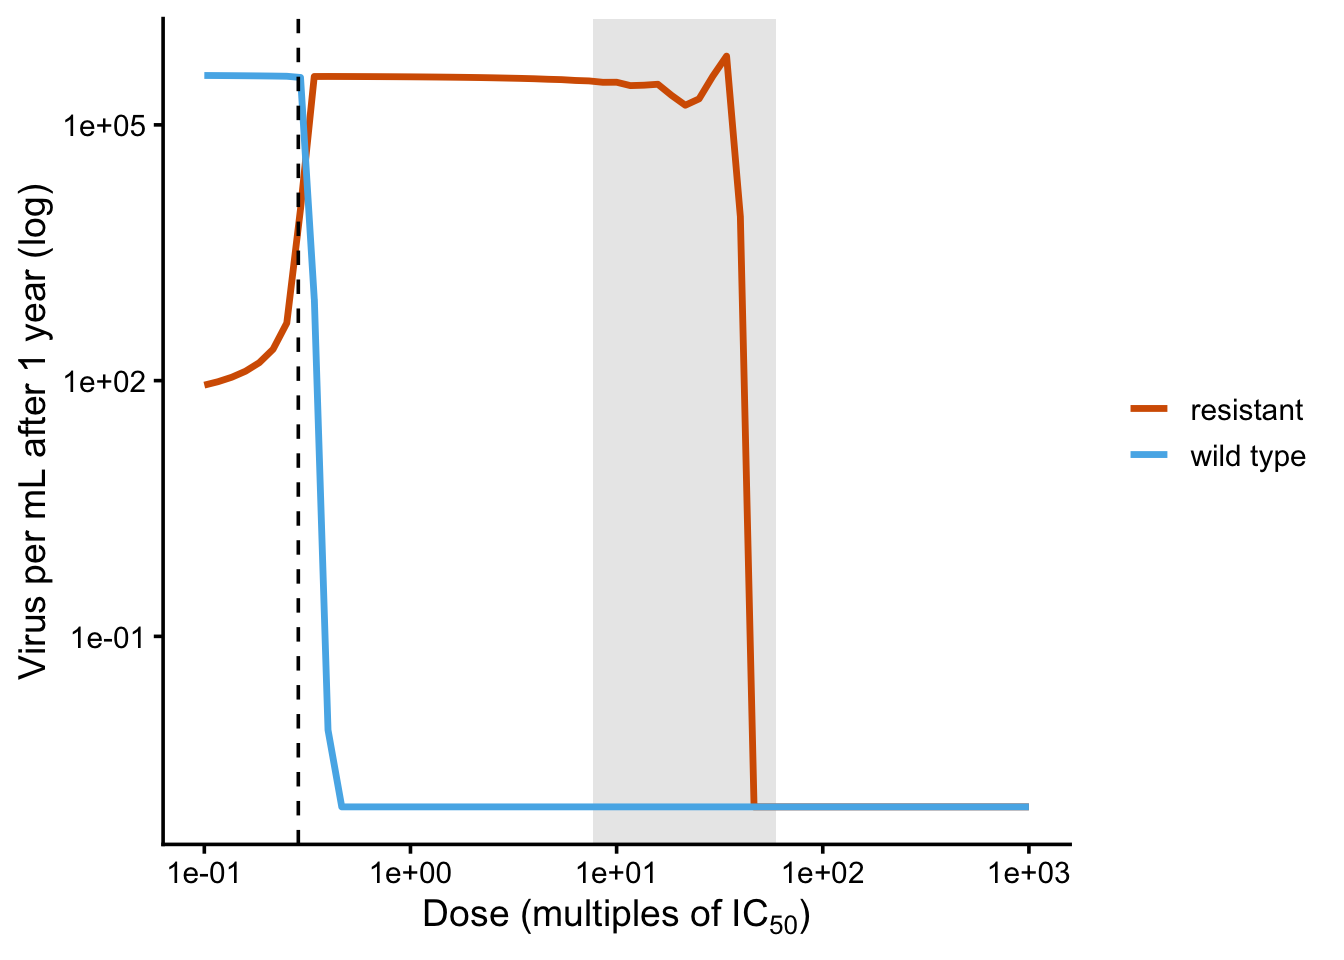 Virus per mL after 1 year (log)
1e+05
1e+02
1e-01
1e-01
1e+00
1e+01
1e+02
1e+03
Dose (multiples of IC₅₀)
resistant
wild type